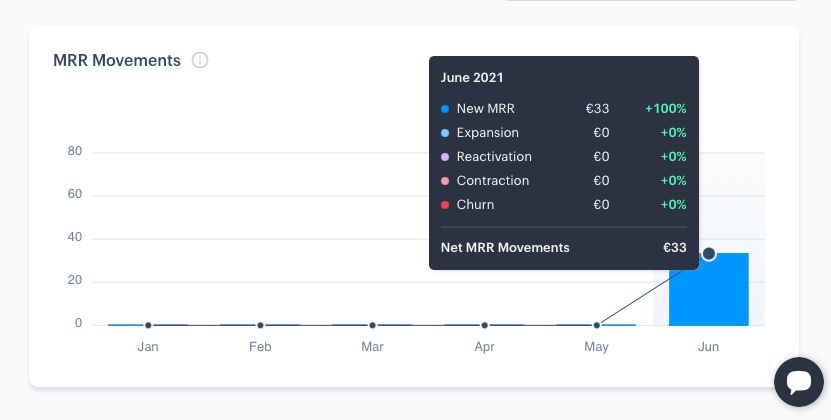 MRR Movements
June 2021
New MRR €33 +100%
Expansion €0 +0%
Reactivation €0 +0%
Contraction €0 +0%
Churn €0 +0%
Net MRR Movements €33
80
60
40
20
0
Jan Feb Mar Apr May Jun